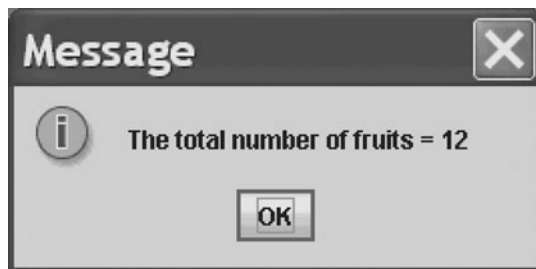 Message
The total number of fruits = 12
OK